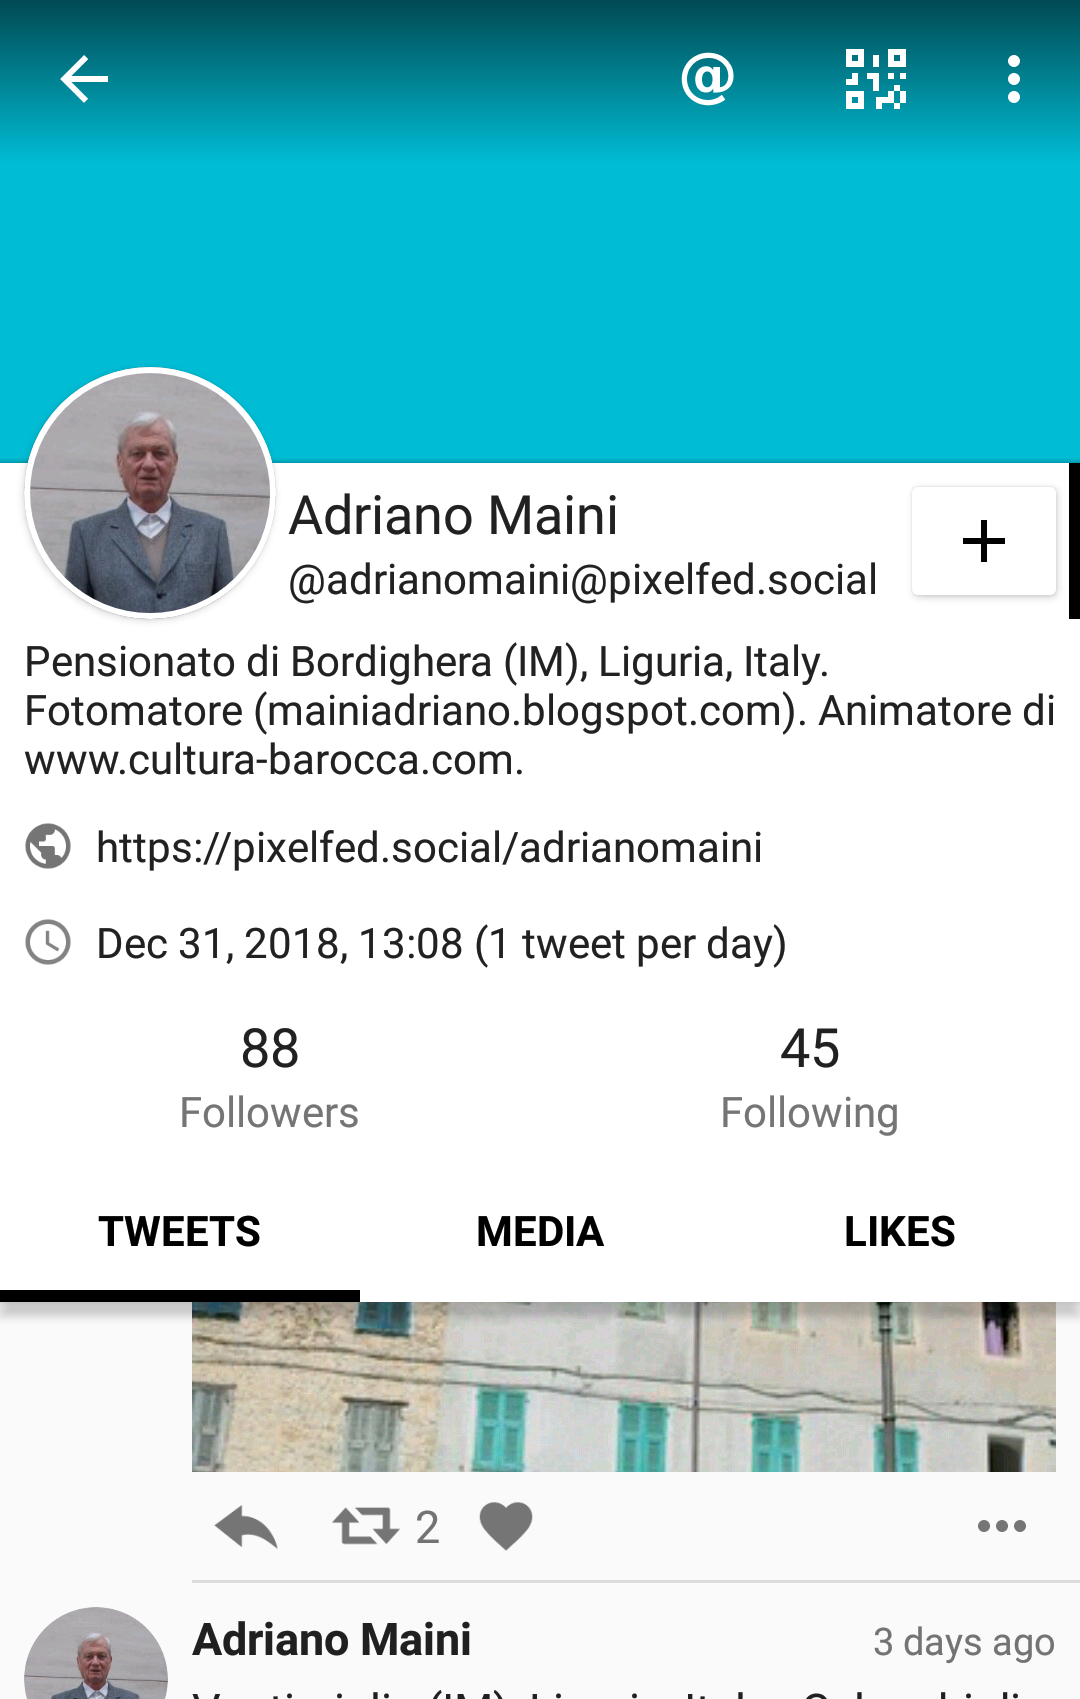 @
Adriano Maini
@adrianomaini@pixelfed.social
Pensionato di Bordighera (IM), Liguria, Italy.
Fotomatore (mainiadriano.blogspot.com). Animatore di
www.cultura-barocca.com.
https://pixelfed.social/adrianomaini
Dec 31, 2018, 13:08 (1 tweet per day)
88
Followers
45
Following
TWEETS
MEDIA
LIKES
2
Adriano Maini
3 days ago